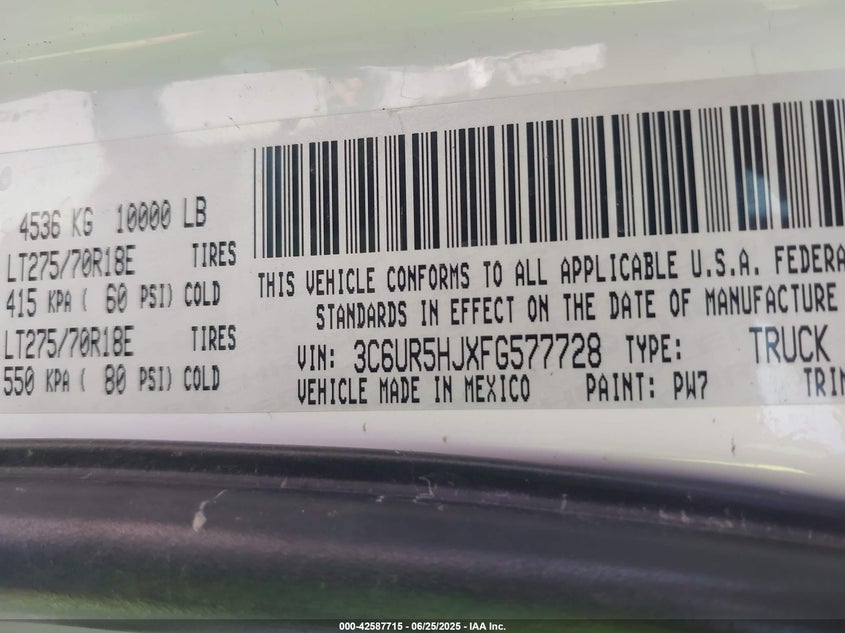 4536 KG 10000 LB
LT275/70R18E TIRES
415 KPA ( 60 PSI) COLD
LT275/70R18E TIRES
550 KPA ( 80 PSI) COLD
THIS VEHICLE CONFORMS TO ALL APPLICABLE U.S.A. FEDERA
STANDARDS IN EFFECT ON THE DATE OF MANUFACTURE
VIN: 3C6UR5HJXFG577728 TYPE: TRUCK
VEHICLE MADE IN MEXICO PAINT: PW7 TRIM
000-42587715 - 06/25/2025 - IAA Inc.